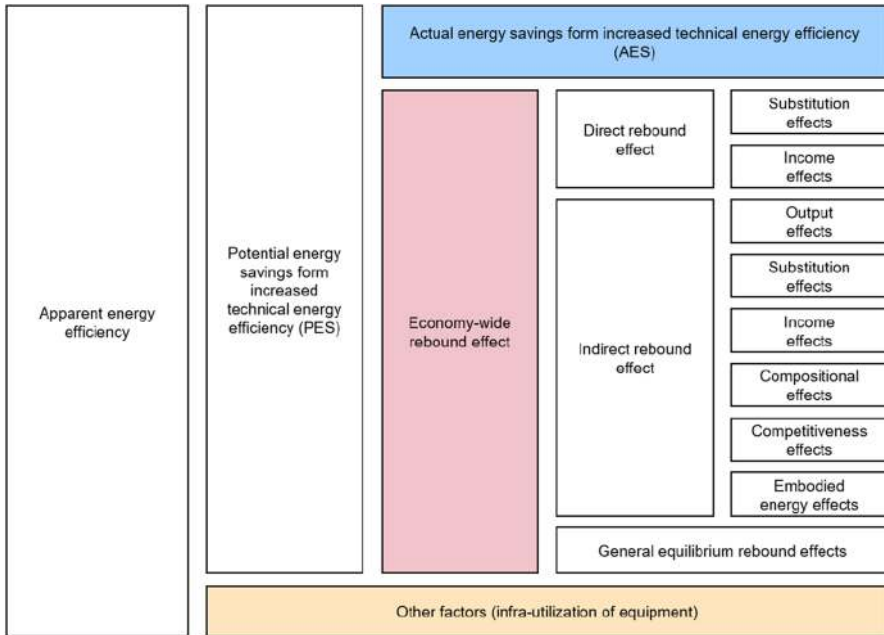 Actual energy savings form increased technical energy efficiency
(AES)
Apparent energy
efficiency
Potential energy
savings form
increased
technical energy
efficiency (PES)
Economy-wide
rebound effect
Direct rebound
effect
Substitution
effects
Income
effects
Indirect rebound
effect
Output
effects
Substitution
effects
Income
effects
Compositional
effects
Competitiveness
effects
Embodied
energy effects
General equilibrium rebound effects
Other factors (infra-utilization of equipment)